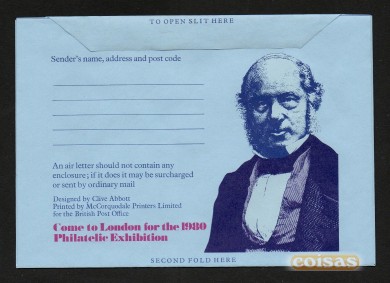 TO OPEN SLIT HERE
Sender's name, address and post code
An air letter should not contain any
enclosure; if it does it may be surcharged
or sent by ordinary mail
Designed by Clive Abbott
Printed by McCorquodale Printers Limited
for the British Post Office
Come to London for the 1980
Philatelic Exhibition
SECOND FOLD HERE
coisas